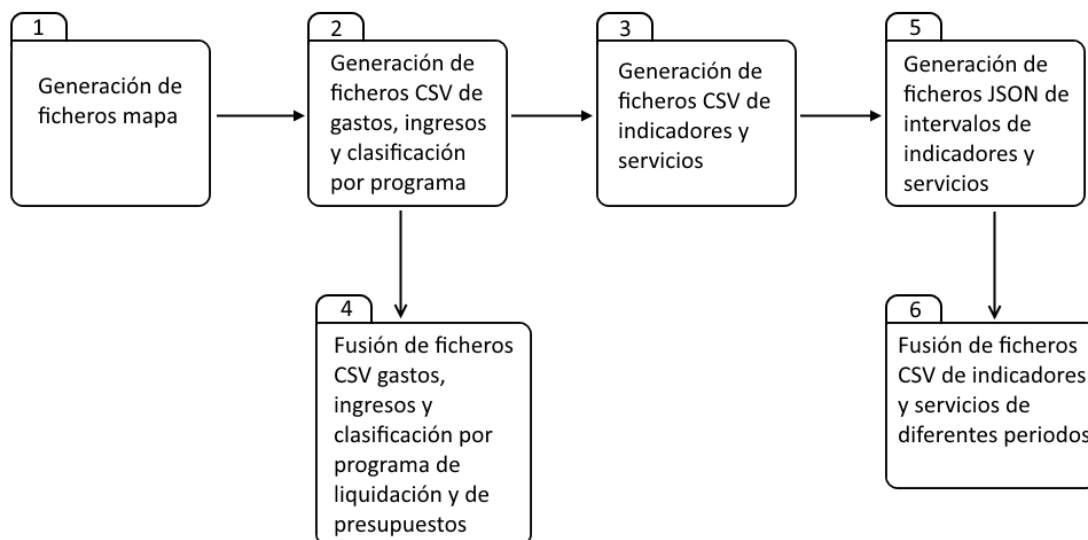 1
Generación de
ficheros mapa
2
Generación de
ficheros CSV de
gastos, ingresos
y clasificación
por programa
3
Generación de
ficheros CSV de
indicadores y
servicios
5
Generación de
ficheros JSON de
intervalos de
indicadores y
servicios
4
Fusión de ficheros
CSV gastos,
ingresos y
clasificación por
programa de
liquidación y de
presupuestos
6
Fusión de ficheros
CSV de indicadores
y servicios de
diferentes periodos